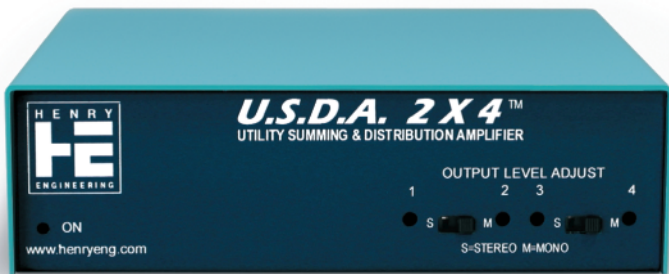 HENRY
HE
ENGINEERING
U.S.D.A. 2 X 4™
UTILITY SUMMING & DISTRIBUTION AMPLIFIER
OUTPUT LEVEL ADJUST
1 2 3 4
S M S M
S=STEREO M=MONO
ON
www.henryeng.com